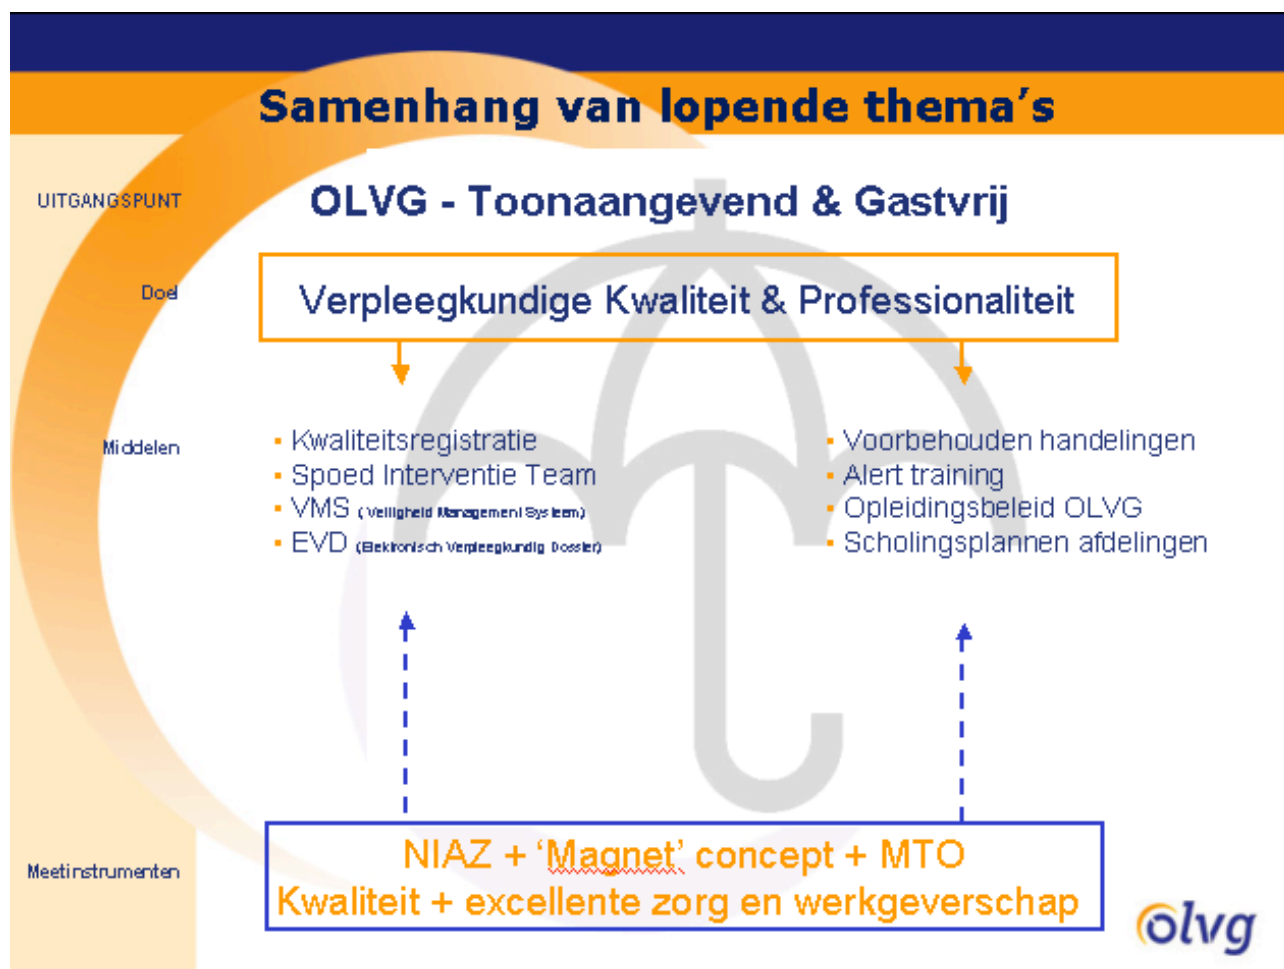 Samenhang van lopende thema's
UITGANGSPUNT
OLVG - Toonaangevend & Gastvrij
Doel
Verpleegkundige Kwaliteit & Professionaliteit
Middelen
▪ Kwaliteitsregistratie
▪ Spoed Interventie Team
▪ VMS (Veiligheid Management Systeem)
▪ EVD (Elektronisch Verpleegkundig Dossier)
▪ Voorbehouden handelingen
▪ Alert training
▪ Opleidingsbeleid OLVG
▪ Scholingsplannen afdelingen
Meetinstrumenten
NIAZ + 'Magnet' concept + MTO
Kwaliteit + excellente zorg en werkgeverschap
olvg